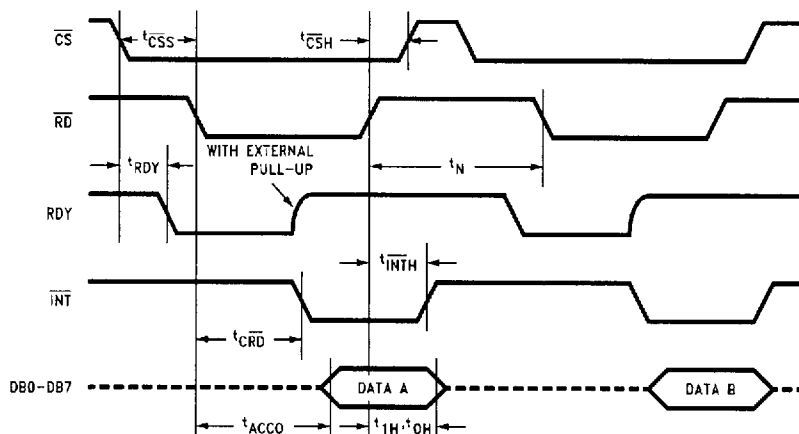 CS
tCSS
tCSH
RD
WITH EXTERNAL
PULL-UP
tRDY
tN
RDY
tINTH
INT
tCRD
DB0-DB7
DATA A
DATA B
tACC0
t1H, t0H